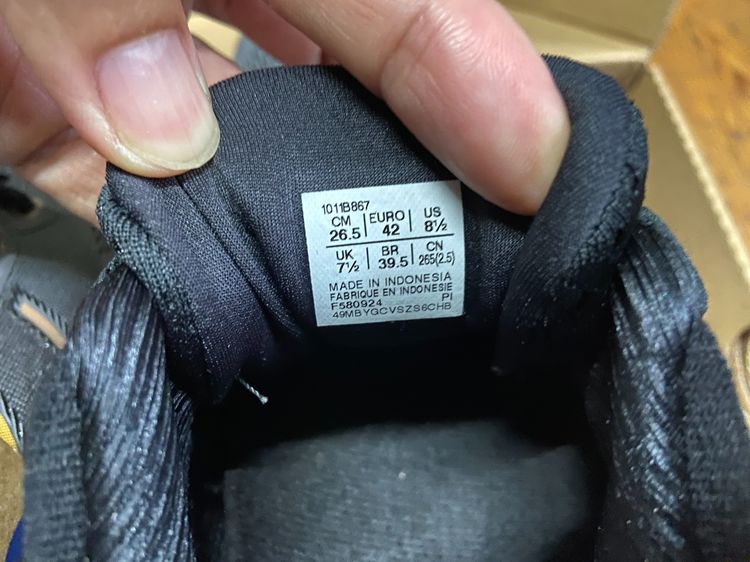 1011B867
CM EURO US
26.5 42 8½
UK BR CN
7½ 39.5 265(2.5)
MADE IN INDONESIA
FABRIQUE EN INDONESIE
F580924 PI
49MBYGCVSZS6CHB